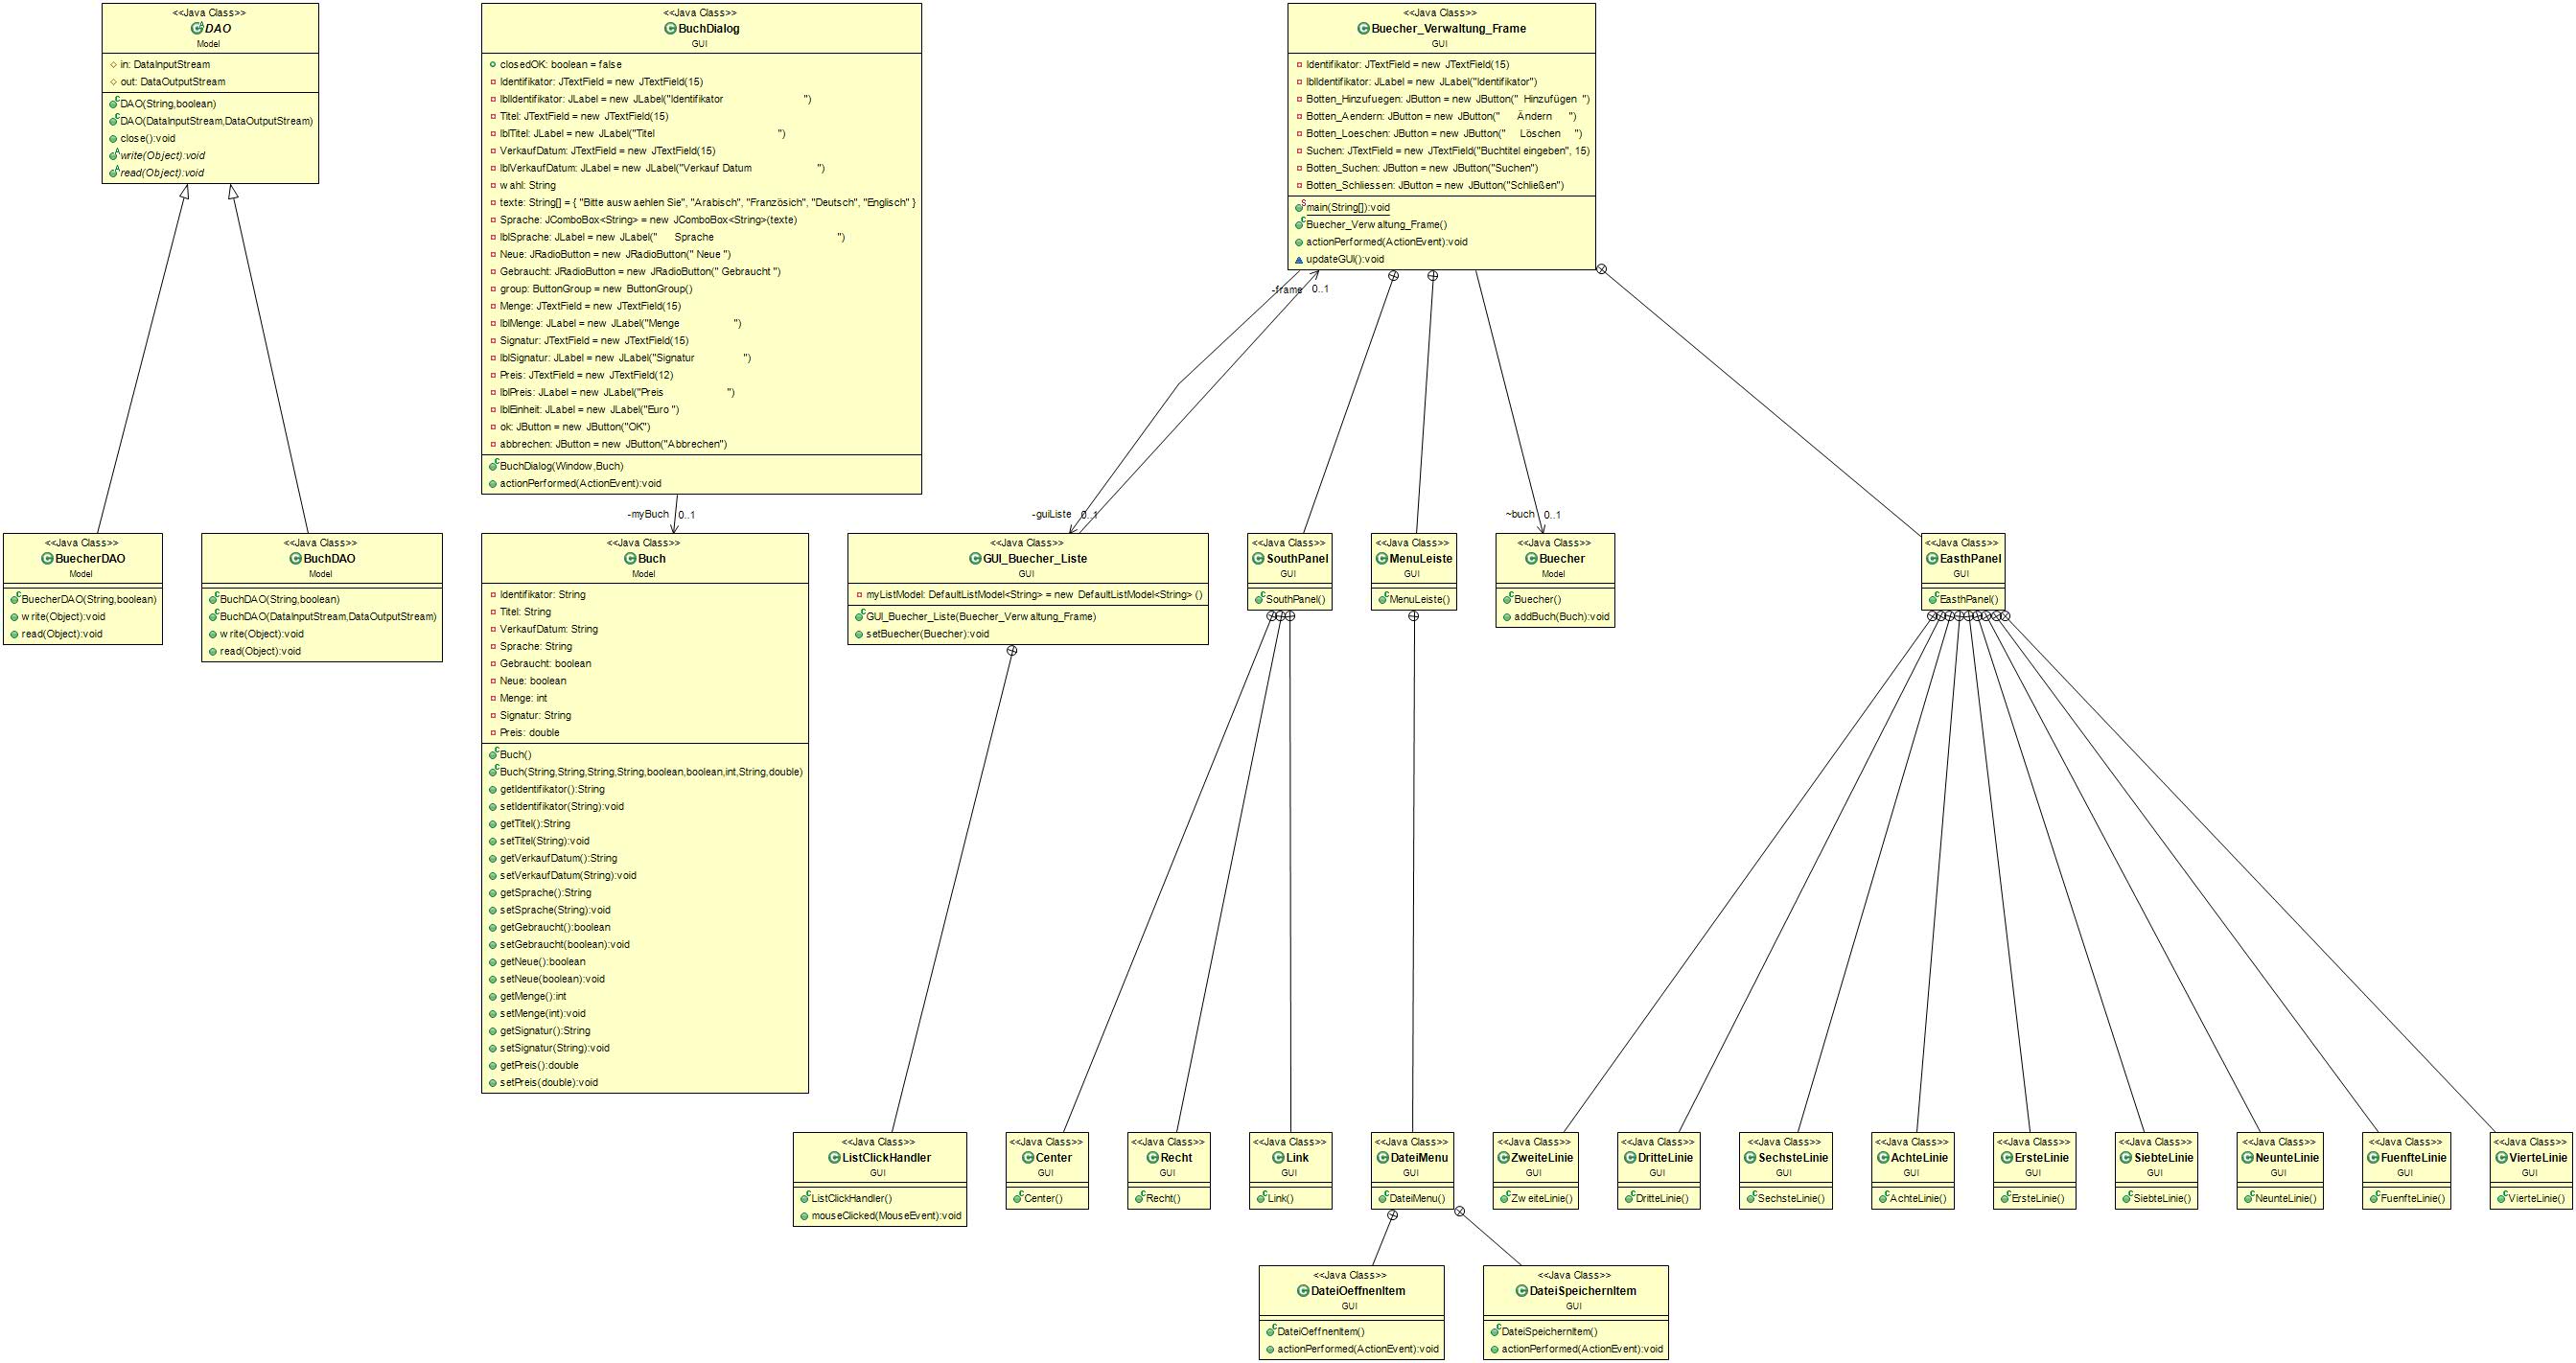 <<Java Class>>
DAO
Model
in: DataInputStream
out: DataOutputStream
DAO(String,boolean)
DAO(DataInputStream,DataOutputStream)
close():void
write(Object):void
read(Object):void
<<Java Class>>
BuchDialog
GUI
closedOK: boolean = false
Identifikator: JTextField = new JTextField(15)
lblIdentifikator: JLabel = new JLabel("Identifikator ")
Titel: JTextField = new JTextField(15)
lblTitel: JLabel = new JLabel("Titel ")
VerkaufDatum: JTextField = new JTextField(15)
lblVerkaufDatum: JLabel = new JLabel("Verkauf Datum ")
wahl: String
texte: String[] = { "Bitte auswaehlen Sie", "Arabisch", "Französich", "Deutsch", "Englisch" }
Sprache: JComboBox<String> = new JComboBox<String>(texte)
lblSprache: JLabel = new JLabel(" Sprache ")
Neue: JRadioButton = new JRadioButton(" Neue ")
Gebraucht: JRadioButton = new JRadioButton(" Gebraucht ")
group: ButtonGroup = new ButtonGroup()
Menge: JTextField = new JTextField(15)
lblMenge: JLabel = new JLabel("Menge ")
Signatur: JTextField = new JTextField(15)
lblSignatur: JLabel = new JLabel("Signatur ")
Preis: JTextField = new JTextField(12)
lblPreis: JLabel = new JLabel("Preis ")
lblEinheit: JLabel = new JLabel("Euro ")
ok: JButton = new JButton("OK")
abbrechen: JButton = new JButton("Abbrechen")
BuchDialog(Window,Buch)
actionPerformed(ActionEvent):void
<<Java Class>>
Buecher_Verwaltung_Frame
GUI
Identifikator: JTextField = new JTextField(15)
lblIdentifikator: JLabel = new JLabel("Identifikator")
Botten_Hinzufuegen: JButton = new JButton(" Hinzufügen ")
Botten_Aendern: JButton = new JButton(" Ändern ")
Botten_Loeschen: JButton = new JButton(" Löschen ")
Suchen: JTextField = new JTextField("Buchtitel eingeben", 15)
Botten_Suchen: JButton = new JButton("Suchen")
Botten_Schliessen: JButton = new JButton("Schließen")
main(String[]):void
Buecher_Verwaltung_Frame()
actionPerformed(ActionEvent):void
updateGUI():void
-frame 0..1
-myBuch 0..1
-guiListe 0..1
~buch 0..1
<<Java Class>>
BuecherDAO
Model
BuecherDAO(String,boolean)
write(Object):void
read(Object):void
<<Java Class>>
BuchDAO
Model
BuchDAO(String,boolean)
BuchDAO(DataInputStream,DataOutputStream)
write(Object):void
read(Object):void
<<Java Class>>
Buch
Model
Identifikator: String
Titel: String
VerkaufDatum: String
Sprache: String
Gebraucht: boolean
Neue: boolean
Menge: int
Signatur: String
Preis: double
Buch()
Buch(String,String,String,String,boolean,boolean,int,String,double)
getIdentifikator():String
setIdentifikator(String):void
getTitel():String
setTitel(String):void
getVerkaufDatum():String
setVerkaufDatum(String):void
getSprache():String
setSprache(String):void
getGebraucht():boolean
setGebraucht(boolean):void
getNeue():boolean
setNeue(boolean):void
getMenge():int
setMenge(int):void
getSignatur():String
setSignatur(String):void
getPreis():double
setPreis(double):void
<<Java Class>>
GUI_Buecher_Liste
GUI
myListModel: DefaultListModel<String> = new DefaultListModel<String>()
GUI_Buecher_Liste(Buecher_Verwaltung_Frame)
setBuecher(Buecher):void
<<Java Class>>
SouthPanel
GUI
SouthPanel()
<<Java Class>>
MenuLeiste
GUI
MenuLeiste()
<<Java Class>>
Buecher
Model
Buecher()
addBuch(Buch):void
<<Java Class>>
EasthPanel
GUI
EasthPanel()
<<Java Class>>
ListClickHandler
GUI
ListClickHandler()
mouseClicked(MouseEvent):void
<<Java Class>>
Center
GUI
Center()
<<Java Class>>
Recht
GUI
Recht()
<<Java Class>>
Link
GUI
Link()
<<Java Class>>
DateiMenu
GUI
DateiMenu()
<<Java Class>>
ZweiteLinie
GUI
ZweiteLinie()
<<Java Class>>
DritteLinie
GUI
DritteLinie()
<<Java Class>>
SechsteLinie
GUI
SechsteLinie()
<<Java Class>>
AchteLinie
GUI
AchteLinie()
<<Java Class>>
ErsteLinie
GUI
ErsteLinie()
<<Java Class>>
SiebteLinie
GUI
SiebteLinie()
<<Java Class>>
NeunteLinie
GUI
NeunteLinie()
<<Java Class>>
FuenfteLinie
GUI
FuenfteLinie()
<<Java Class>>
VierteLinie
GUI
VierteLinie()
<<Java Class>>
DateiOeffnenItem
GUI
DateiOeffnenItem()
actionPerformed(ActionEvent):void
<<Java Class>>
DateiSpeichernItem
GUI
DateiSpeichernItem()
actionPerformed(ActionEvent):void